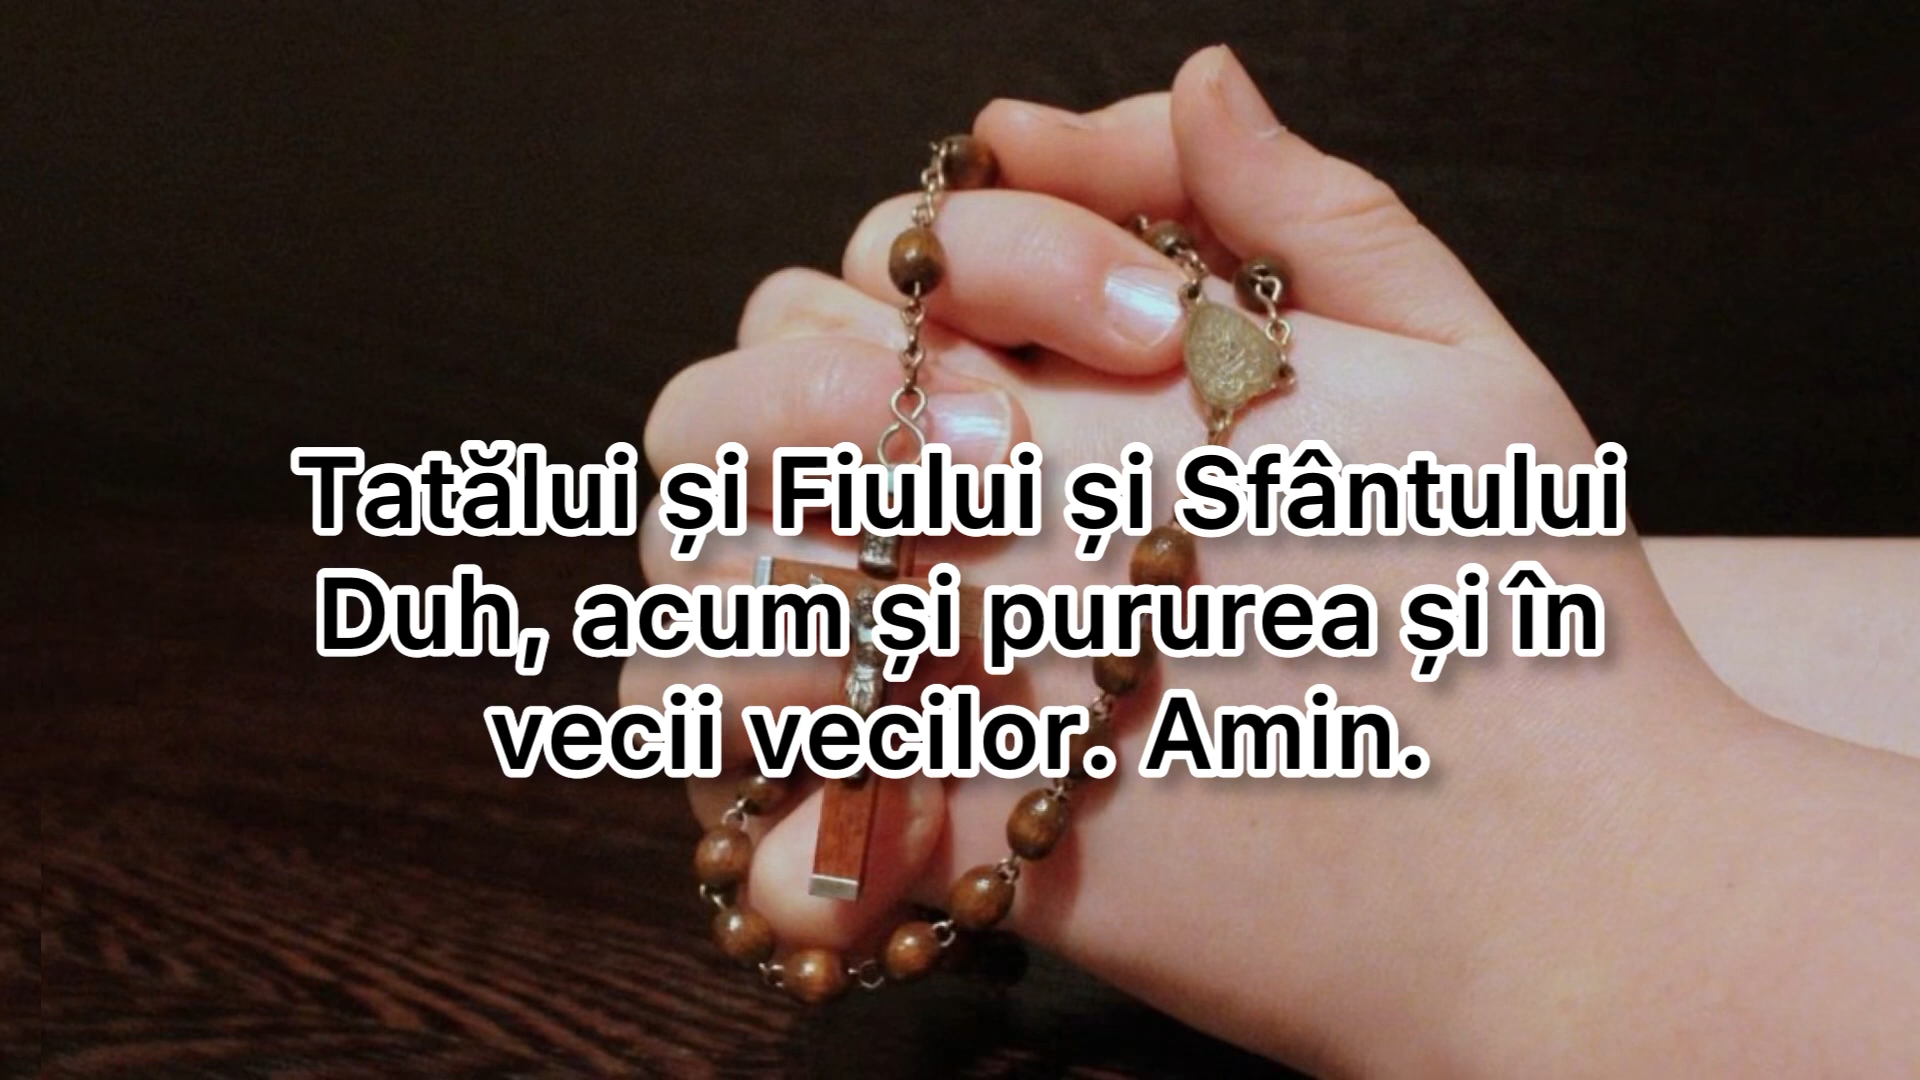 Tatălui și Fiului și Sfântului
Duh, acum și pururea și în
vecii vecilor. Amin.